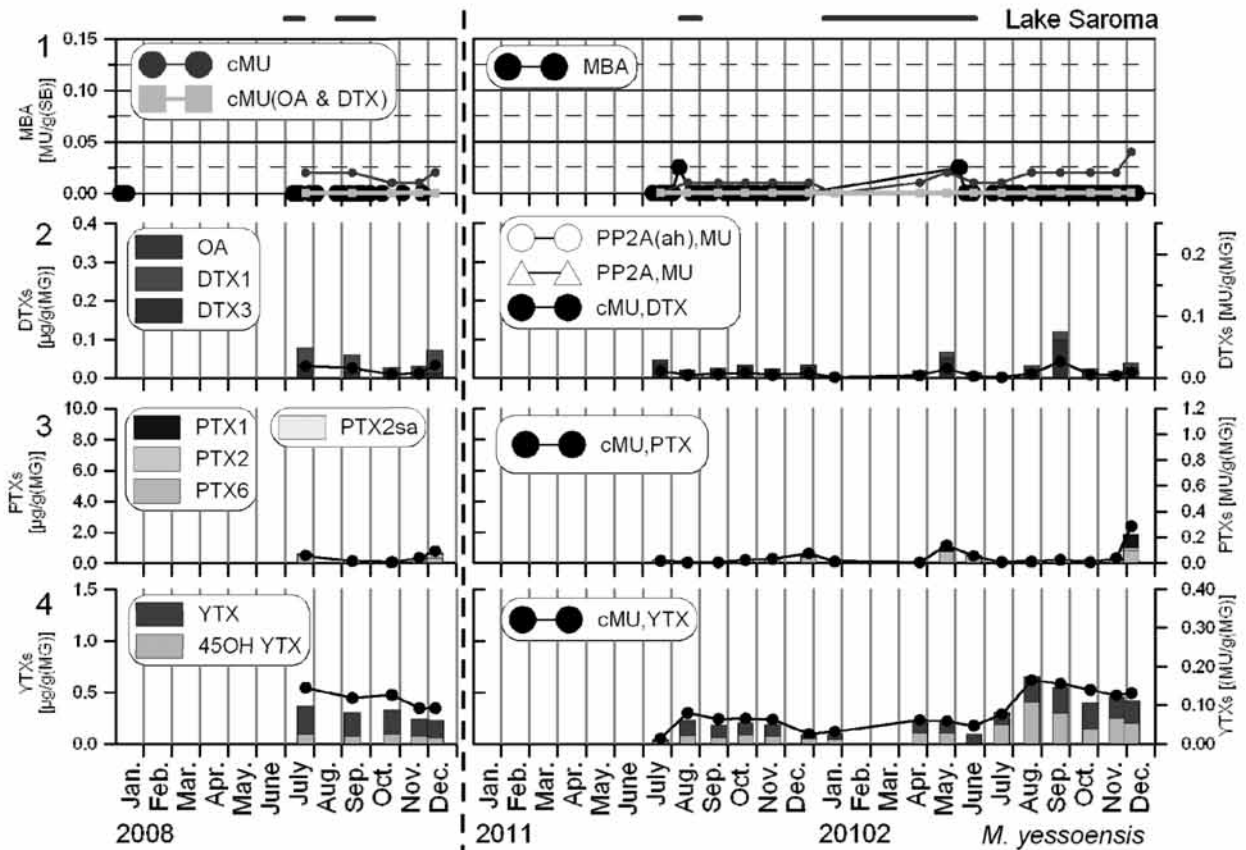 Lake Saroma
1
0.15
0.10
0.05
0.00
MBA
[MU/g(SB)]
cMU
cMU(OA & DTX)
MBA
2
0.4
0.3
0.2
0.1
0.0
DTXs
[µg/g(MG)]
OA
DTX1
DTX3
PP2A(ah),MU
PP2A,MU
cMU,DTX
0.2
0.1
0.0
DTXs [MU/g(MG)]
3
10.0
8.0
6.0
4.0
2.0
0.0
PTXs
[µg/g(MG)]
PTX1
PTX2
PTX6
PTX2sa
cMU,PTX
1.2
1.0
0.8
0.6
0.4
0.2
0.0
PTXs [MU/g(MG)]
4
1.5
1.0
0.5
0.0
YTXs
[µg/g(MG)]
YTX
45OH YTX
cMU,YTX
0.40
0.30
0.20
0.10
0.00
YTXs [(MU/g(MG)]
Jan. Feb. Mar. Apr. May. June July Aug. Sep. Oct. Nov. Dec.
Jan. Feb. Mar. Apr. May. June July Aug. Sep. Oct. Nov. Dec. Jan. Feb. Mar. Apr. May. June July Aug. Sep. Oct. Nov. Dec.
2008
2011
20102
M. yessoensis